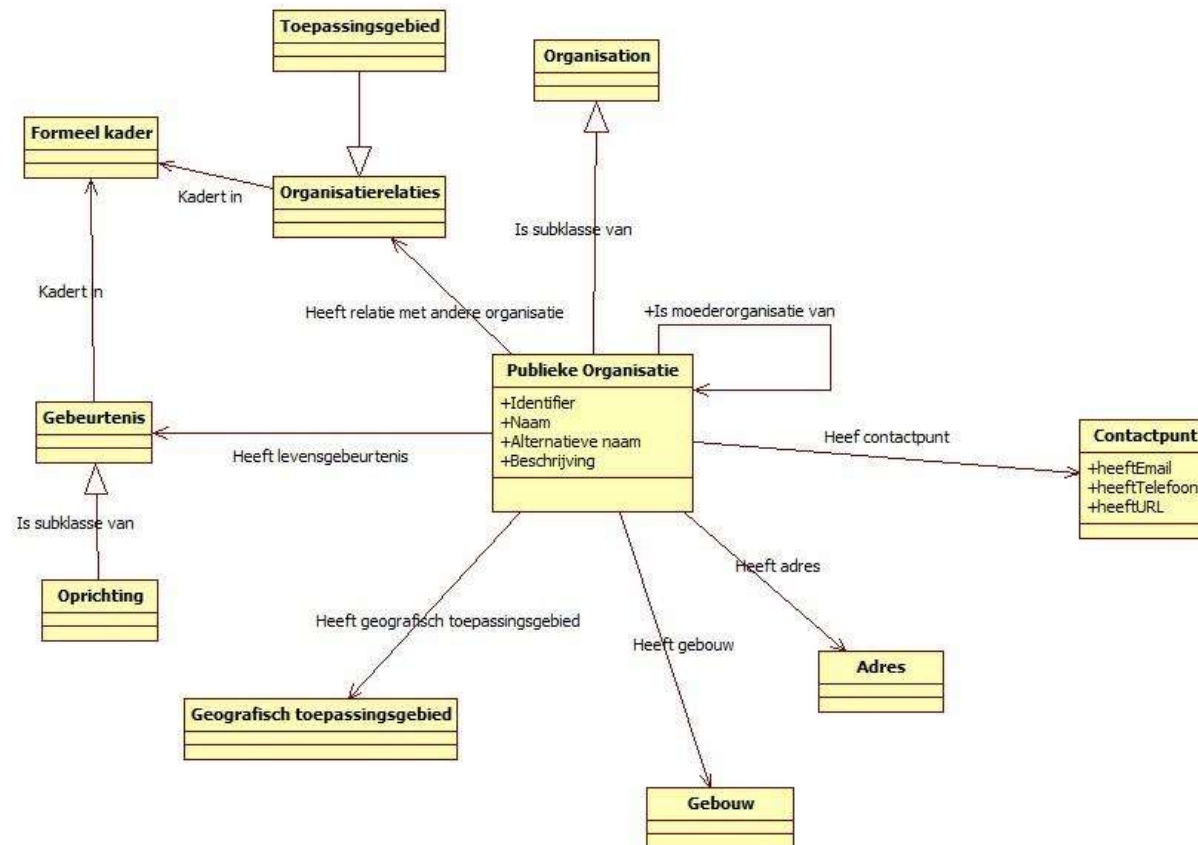 Toepassingsgebied
Organisation
Formeel kader
Kadert in
Organisatierelaties
Is subklasse van
Kadert in
Heeft relatie met andere organisatie
+Is moederorganisatie van
Publieke Organisatie
+Identifier
+Naam
+Alternatieve naam
+Beschrijving
Gebeurtenis
Heeft levensgebeurtenis
Heef contactpunt
Contactpunt
+heeftEmail
+heeftTelefoon
+heeftURL
Is subklasse van
Oprichting
Heeft adres
Heeft geografisch toepassingsgebied
Heeft gebouw
Adres
Geografisch toepassingsgebied
Gebouw